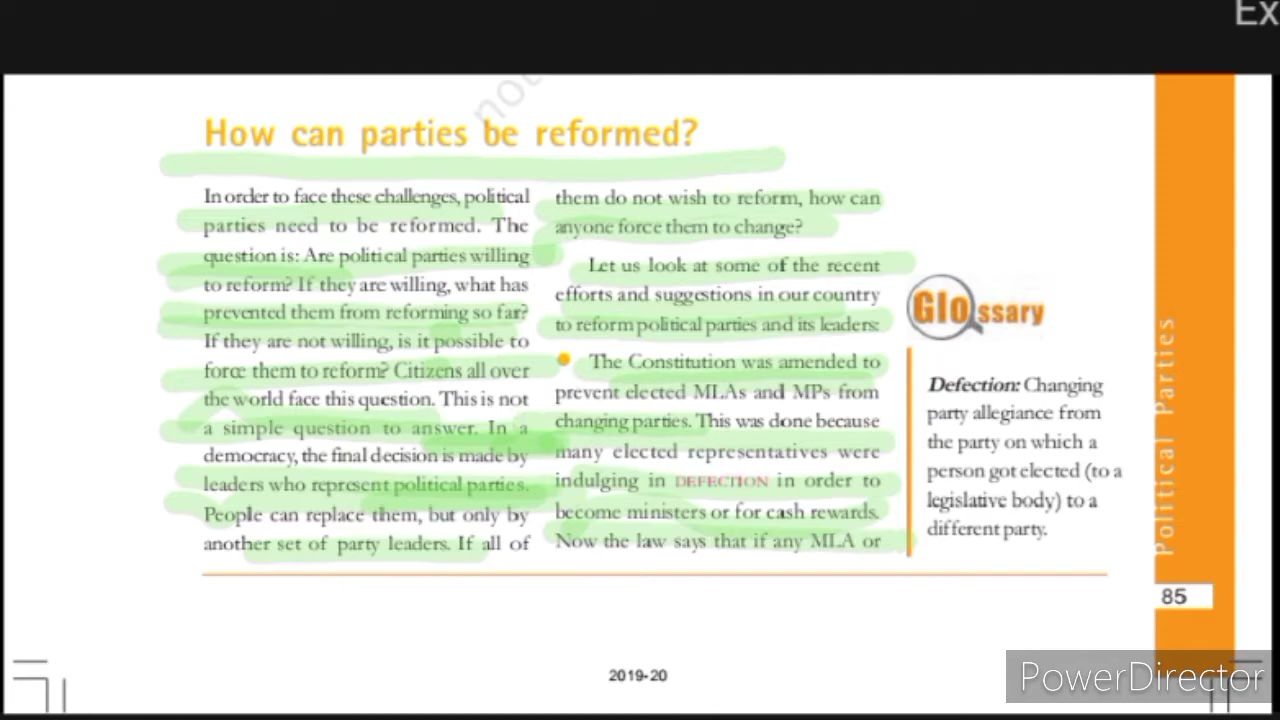 Ex
How can parties be reformed?
In order to face these challenges, political
parties need to be reformed. The
question is: Are political parties willing
to reform? If they are willing, what has
prevented them from reforming so far?
If they are not willing, is it possible to
force them to reform? Citizens all over
the world face this question. This is not
a simple question to answer. In a
democracy, the final decision is made by
leaders who represent political parties.
People can replace them, but only by
another set of party leaders. If all of
them do not wish to reform, how can
anyone force them to change?
Let us look at some of the recent
efforts and suggestions in our country
to reform political parties and its leaders:
The Constitution was amended to
prevent elected MLAs and MPs from
changing parties. This was done because
many elected representatives were
indulging in DEFECTION in order to
become ministers or for cash rewards.
Now the law says that if any MLA or
Glossary
Defection: Changing
party allegiance from
the party on which a
person got elected (to a
legislative body) to a
different party.
Political Parties
85
2019-20
PowerDirector